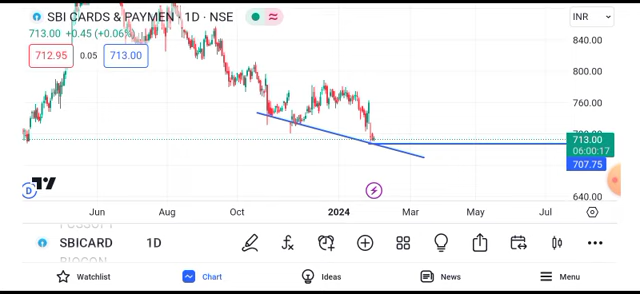 SBI CARDS & PAYMEN · 1D · NSE
INR
713.00 +0.45 (+0.06%)
712.95 0.05 713.00
840.00
800.00
760.00
713.00
06:00:17
707.75
640.00
D
Jun Aug Oct 2024 Mar May Jul
SBICARD 1D
Watchlist Chart Ideas News Menu